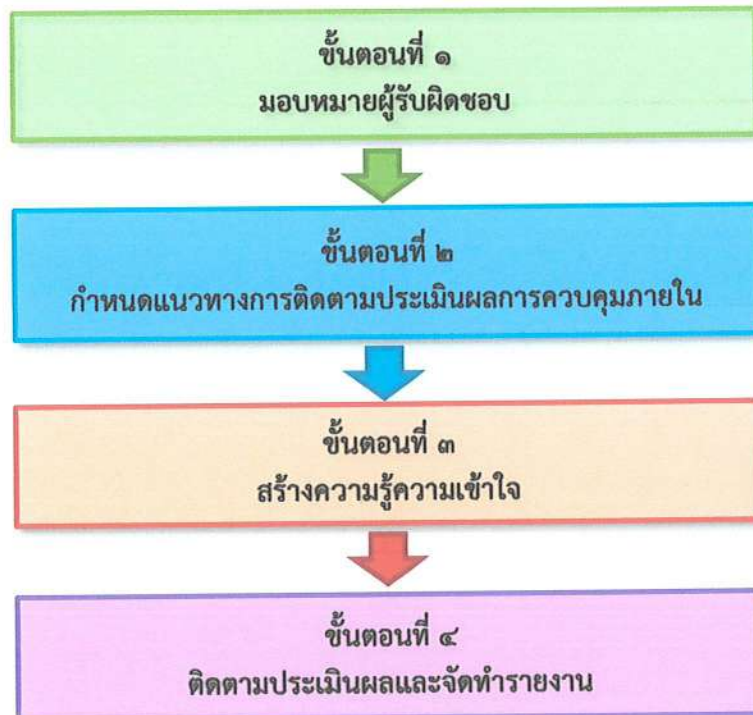 ขั้นตอนที่ ๑
มอบหมายผู้รับผิดชอบ
ขั้นตอนที่ ๒
กำหนดแนวทางการติดตามประเมินผลการควบคุมภายใน
ขั้นตอนที่ ๓
สร้างความรู้ความเข้าใจ
ขั้นตอนที่ ๔
ติดตามประเมินผลและจัดทำรายงาน